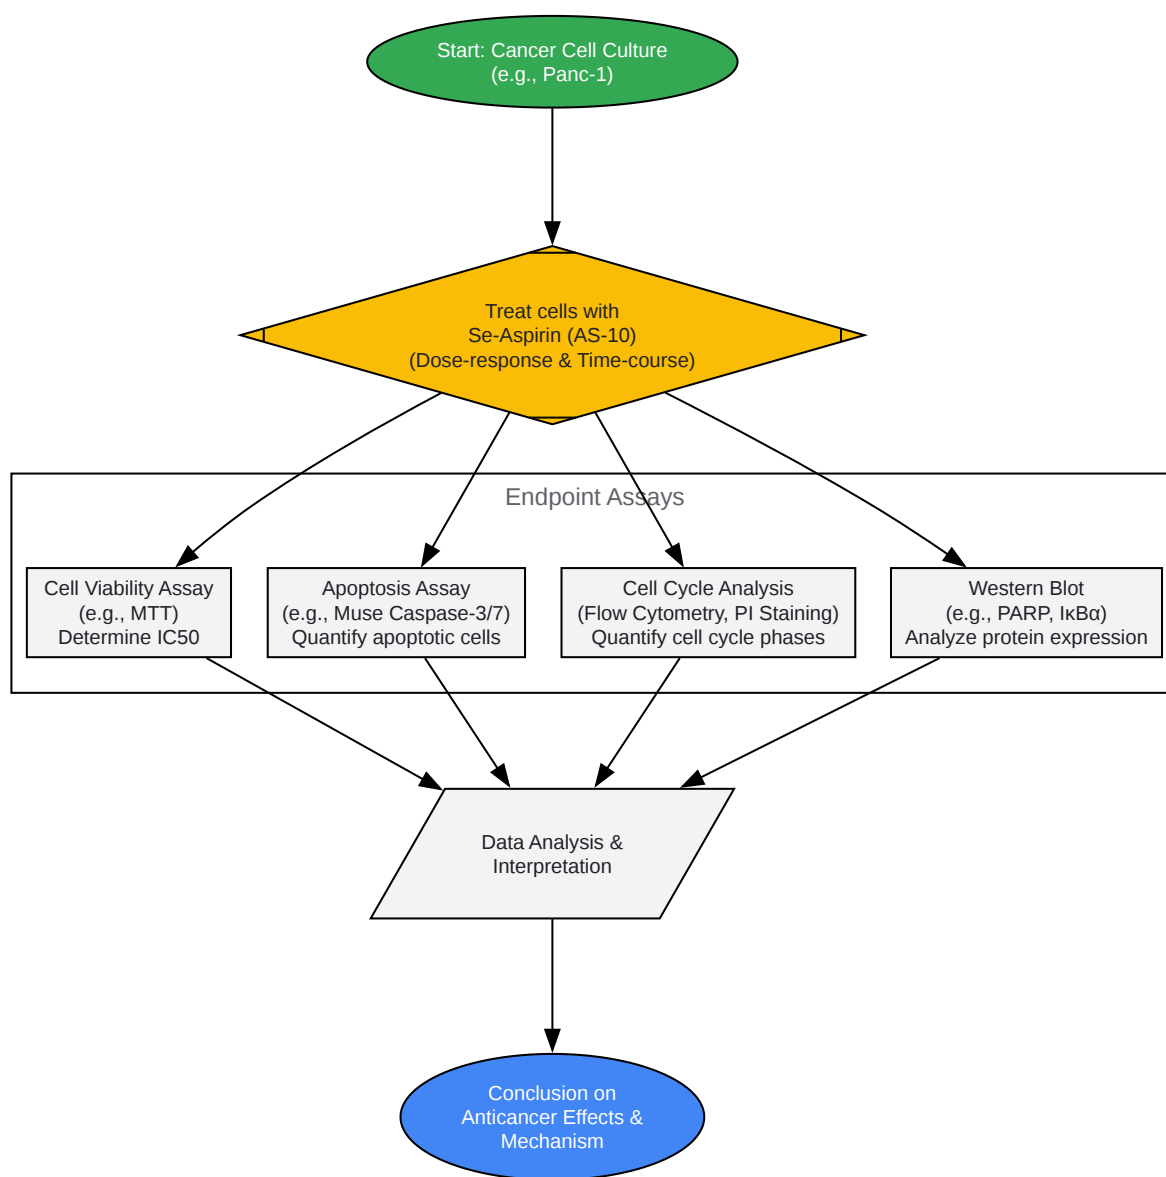 Start: Cancer Cell Culture
(e.g., Panc-1)
Treat cells with
Se-Aspirin (AS-10)
(Dose-response & Time-course)
Endpoint Assays
Cell Viability Assay
(e.g., MTT)
Determine IC50
Apoptosis Assay
(e.g., Muse Caspase-3/7)
Quantify apoptotic cells
Cell Cycle Analysis
(Flow Cytometry, PI Staining)
Quantify cell cycle phases
Western Blot
(e.g., PARP, IκBα)
Analyze protein expression
Data Analysis &
Interpretation
Conclusion on
Anticancer Effects &
Mechanism